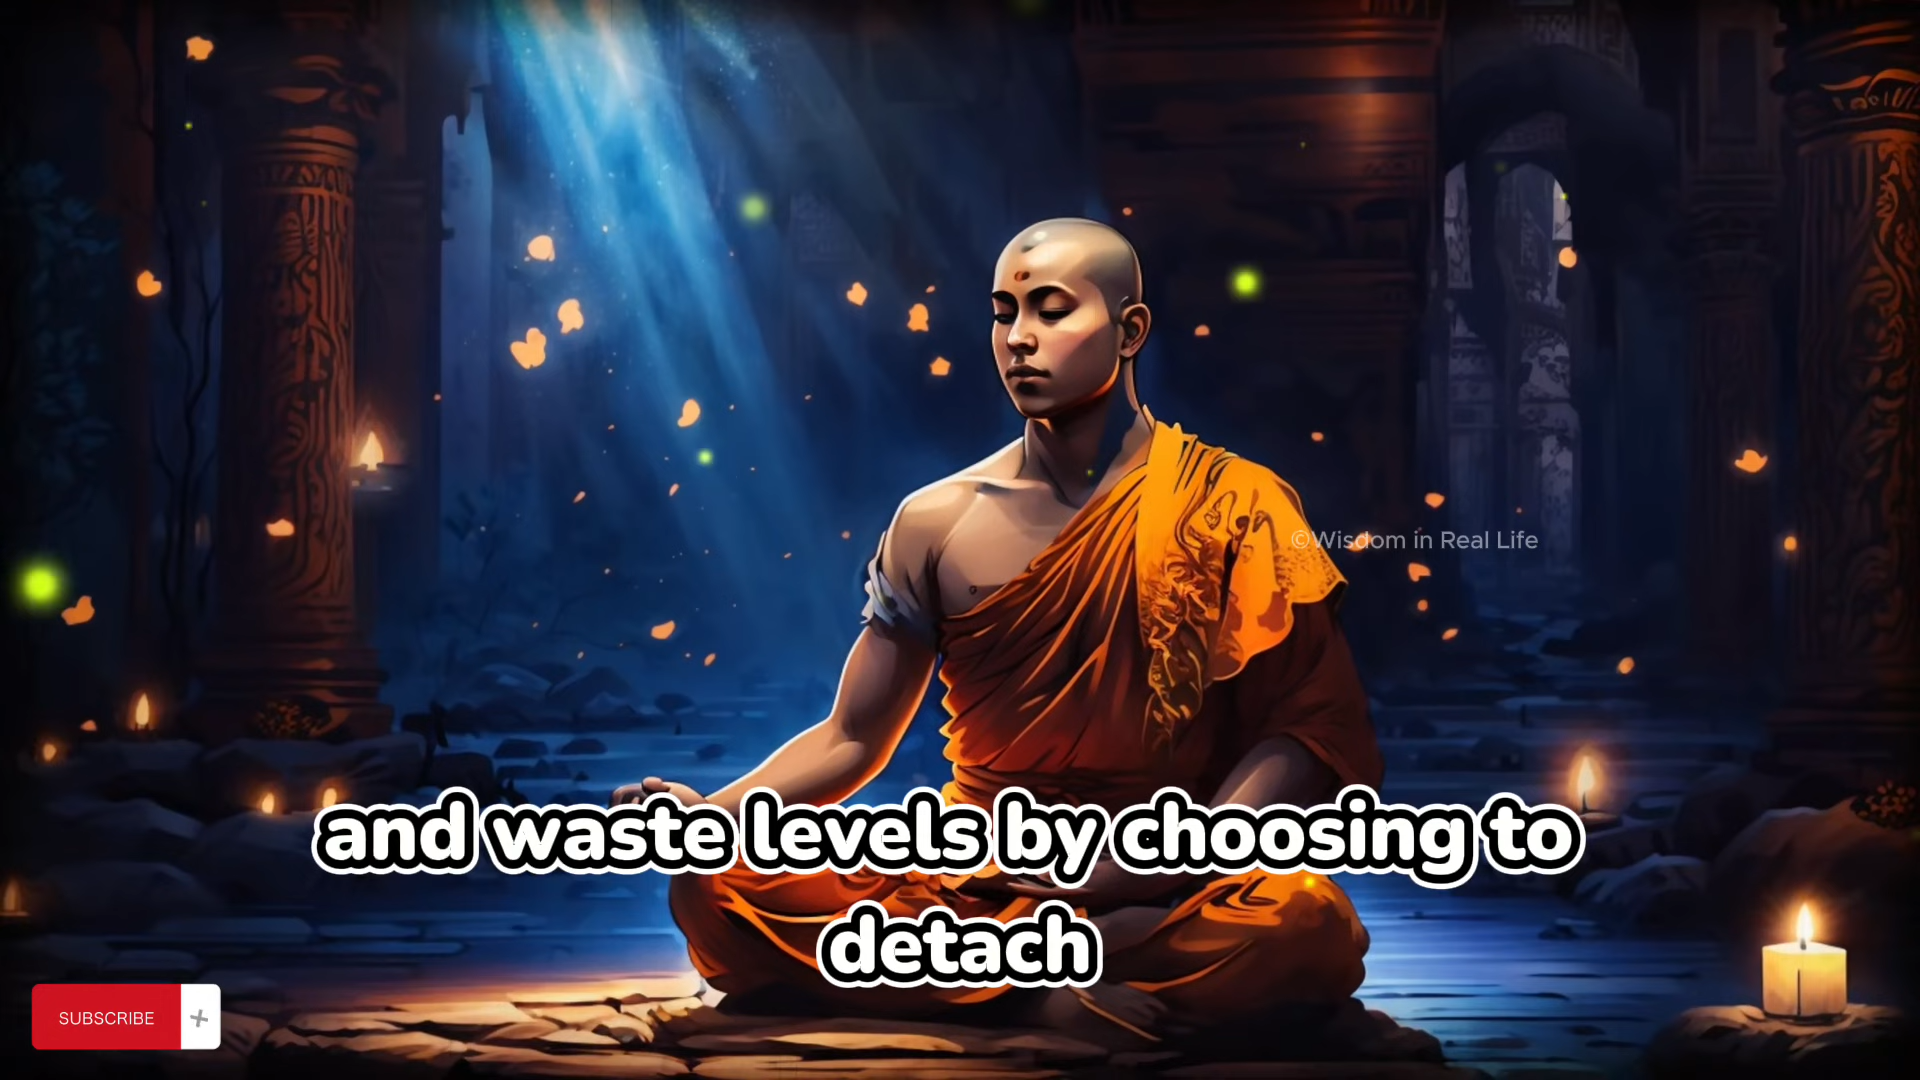 ©Wisdom in Real Life
and waste levels by choosing to
detach
SUBSCRIBE +